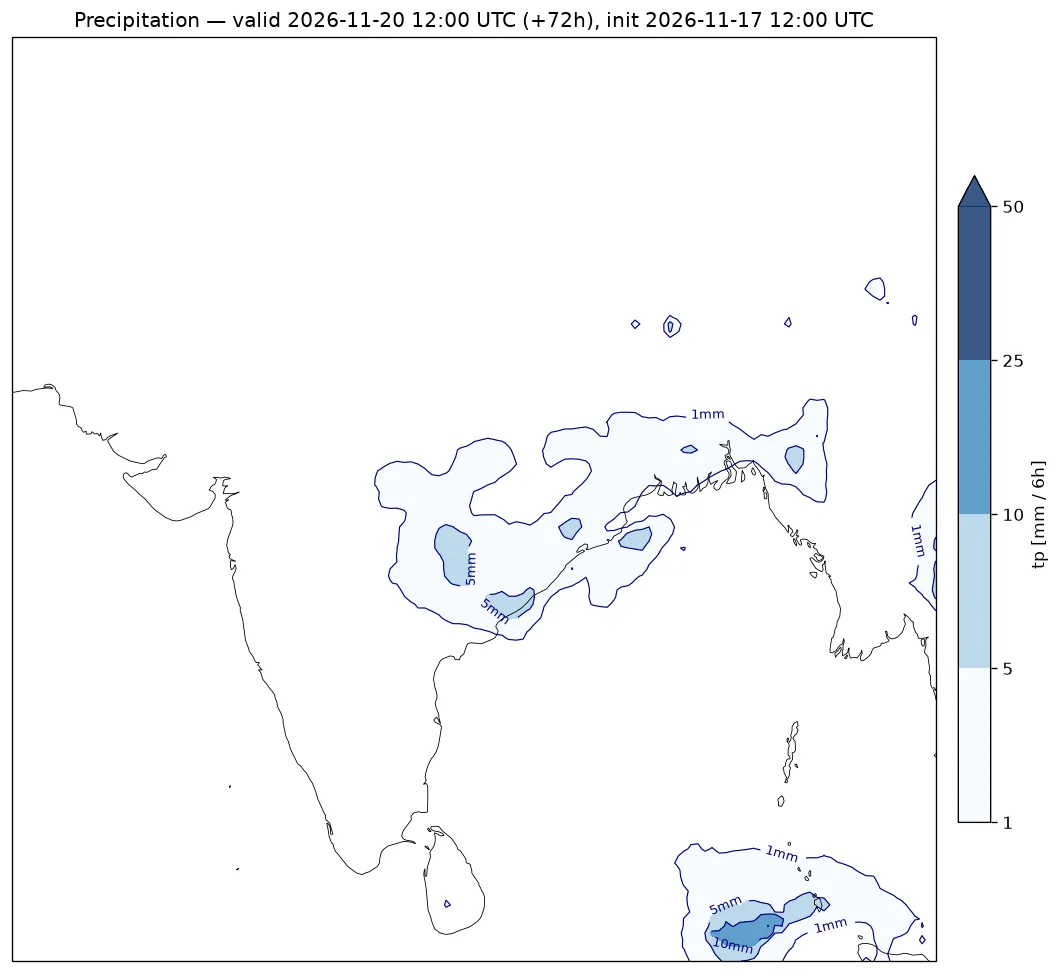 Precipitation — valid 2026-11-20 12:00 UTC (+72h), init 2026-11-17 12:00 UTC
50
25
10
5
1
tp [mm / 6h]
1mm
1mm
5mm
5mm
1mm
5mm
1mm
10mm